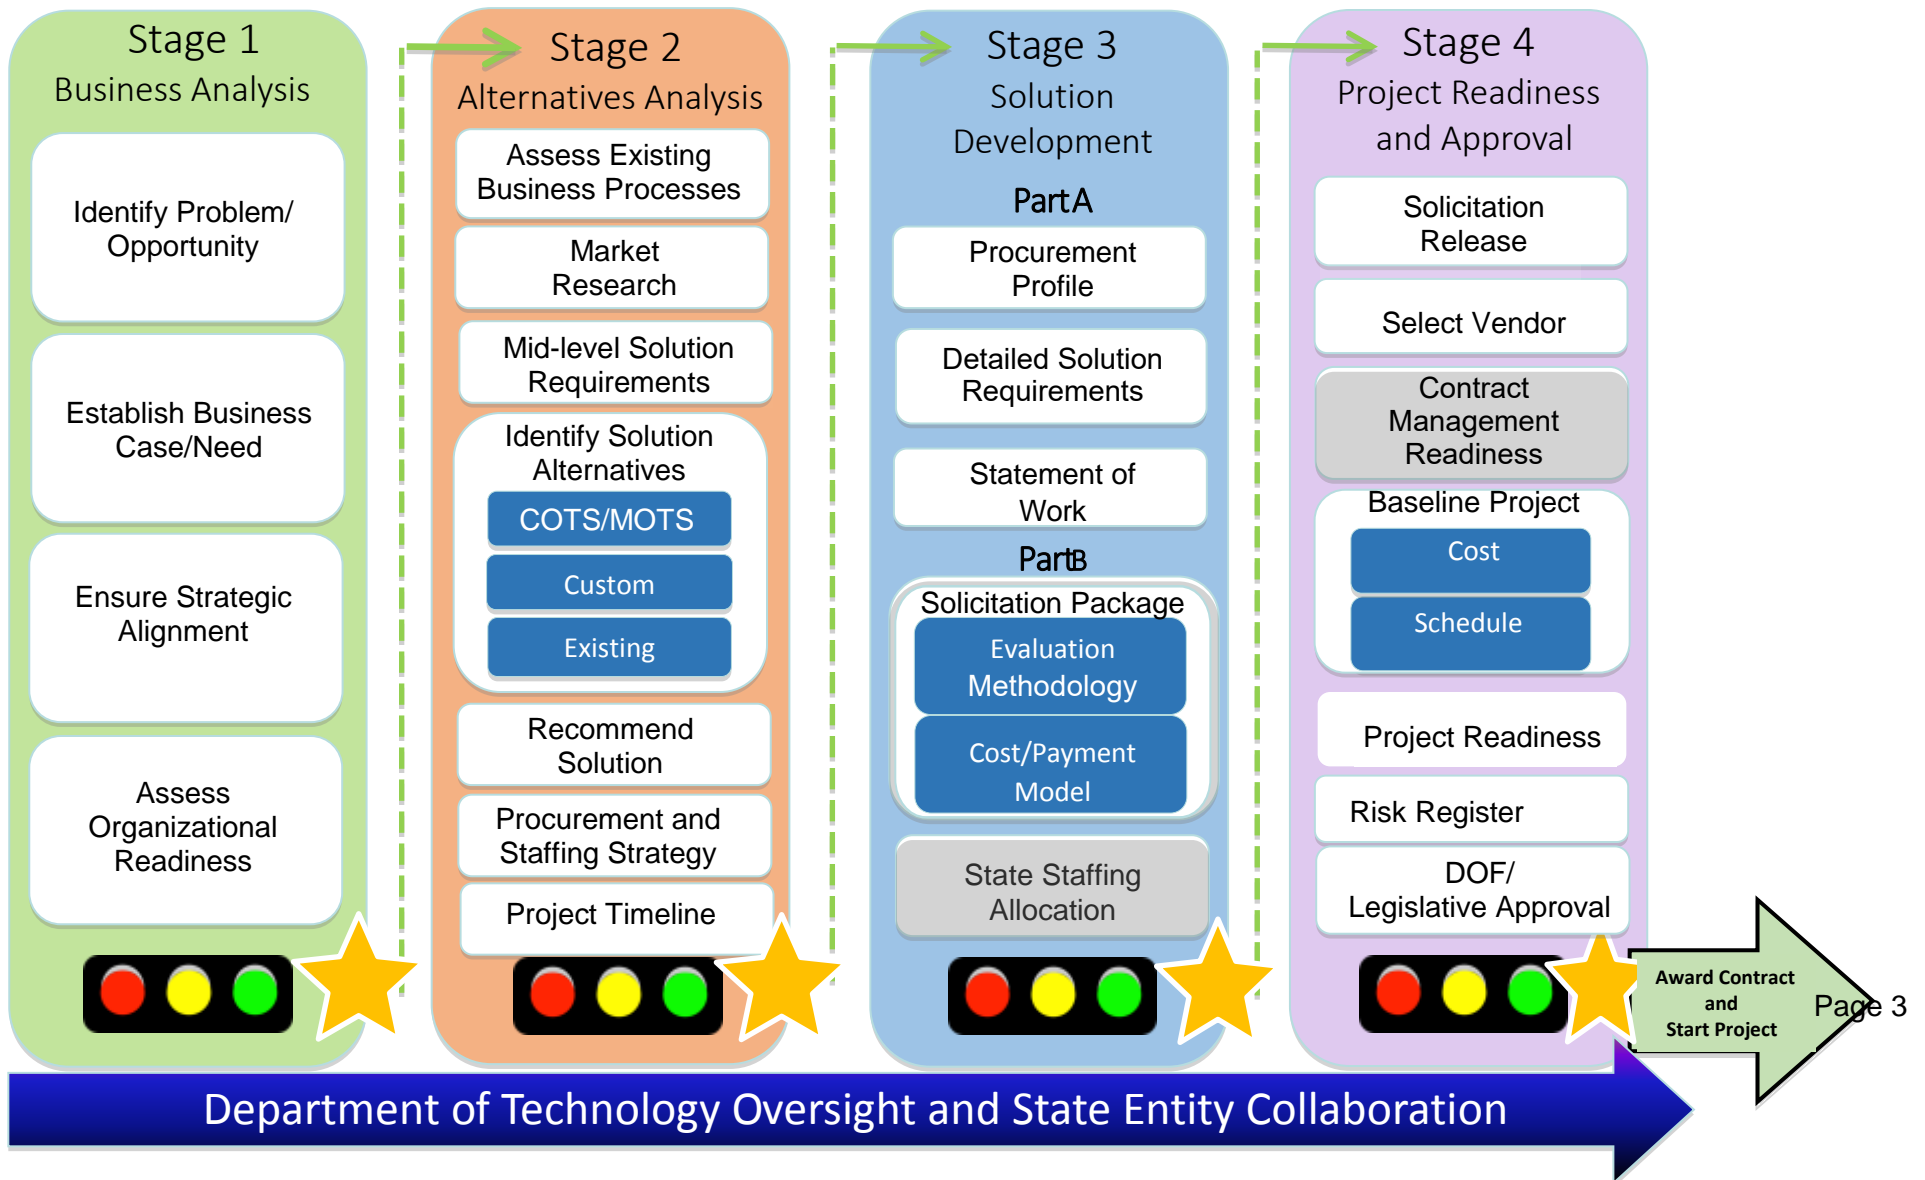 Stage 1
Business Analysis
Identify Problem/
Opportunity
Establish Business
Case/Need
Ensure Strategic
Alignment
Assess
Organizational
Readiness
Stage 2
Alternatives Analysis
Assess Existing
Business Processes
Market
Research
Mid-level Solution
Requirements
Identify Solution
Alternatives
COTS/MOTS
Custom
Existing
Recommend
Solution
Procurement and
Staffing Strategy
Project Timeline
Stage 3
Solution
Development
Part A
Procurement
Profile
Detailed Solution
Requirements
Statement of
Work
Part B
Solicitation Package
Evaluation
Methodology
Cost/Payment
Model
State Staffing
Allocation
Stage 4
Project Readiness
and Approval
Solicitation
Release
Select Vendor
Contract
Management
Readiness
Baseline Project
Cost
Schedule
Project Readiness
Risk Register
DOF/
Legislative Approval
Award Contract
and
Start Project
Page 3
Department of Technology Oversight and State Entity Collaboration